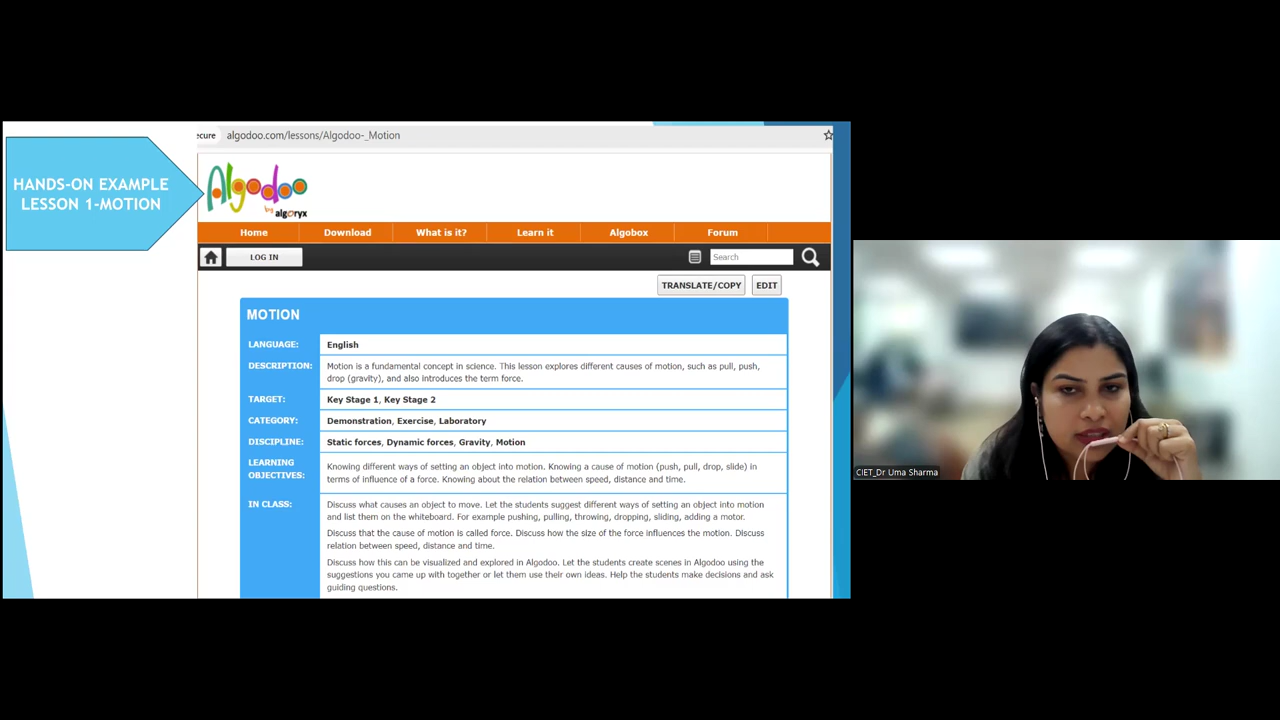 HANDS-ON EXAMPLE
LESSON 1-MOTION
ecure algodoo.com/lessons/Algodoo-_Motion
Algodoo
by algoryx
Home Download What is it? Learn it Algobox Forum
LOG IN Search
TRANSLATE/COPY EDIT
MOTION
LANGUAGE: English
DESCRIPTION: Motion is a fundamental concept in science. This lesson explores different causes of motion, such as pull, push,
drop (gravity), and also introduces the term force.
TARGET: Key Stage 1, Key Stage 2
CATEGORY: Demonstration, Exercise, Laboratory
DISCIPLINE: Static forces, Dynamic forces, Gravity, Motion
LEARNING
OBJECTIVES:
Knowing different ways of setting an object into motion. Knowing a cause of motion (push, pull, drop, slide) in
terms of influence of a force. Knowing about the relation between speed, distance and time.
IN CLASS: Discuss what causes an object to move. Let the students suggest different ways of setting an object into motion
and list them on the whiteboard. For example pushing, pulling, throwing, dropping, sliding, adding a motor.
Discuss that the cause of motion is called force. Discuss how the size of the force influences the motion. Discuss
relation between speed, distance and time.
Discuss how this can be visualized and explored in Algodoo. Let the students create scenes in Algodoo using the
suggestions you came up with together or let them use their own ideas. Help the students make decisions and ask
guiding questions.
CIET_Dr Uma Sharma